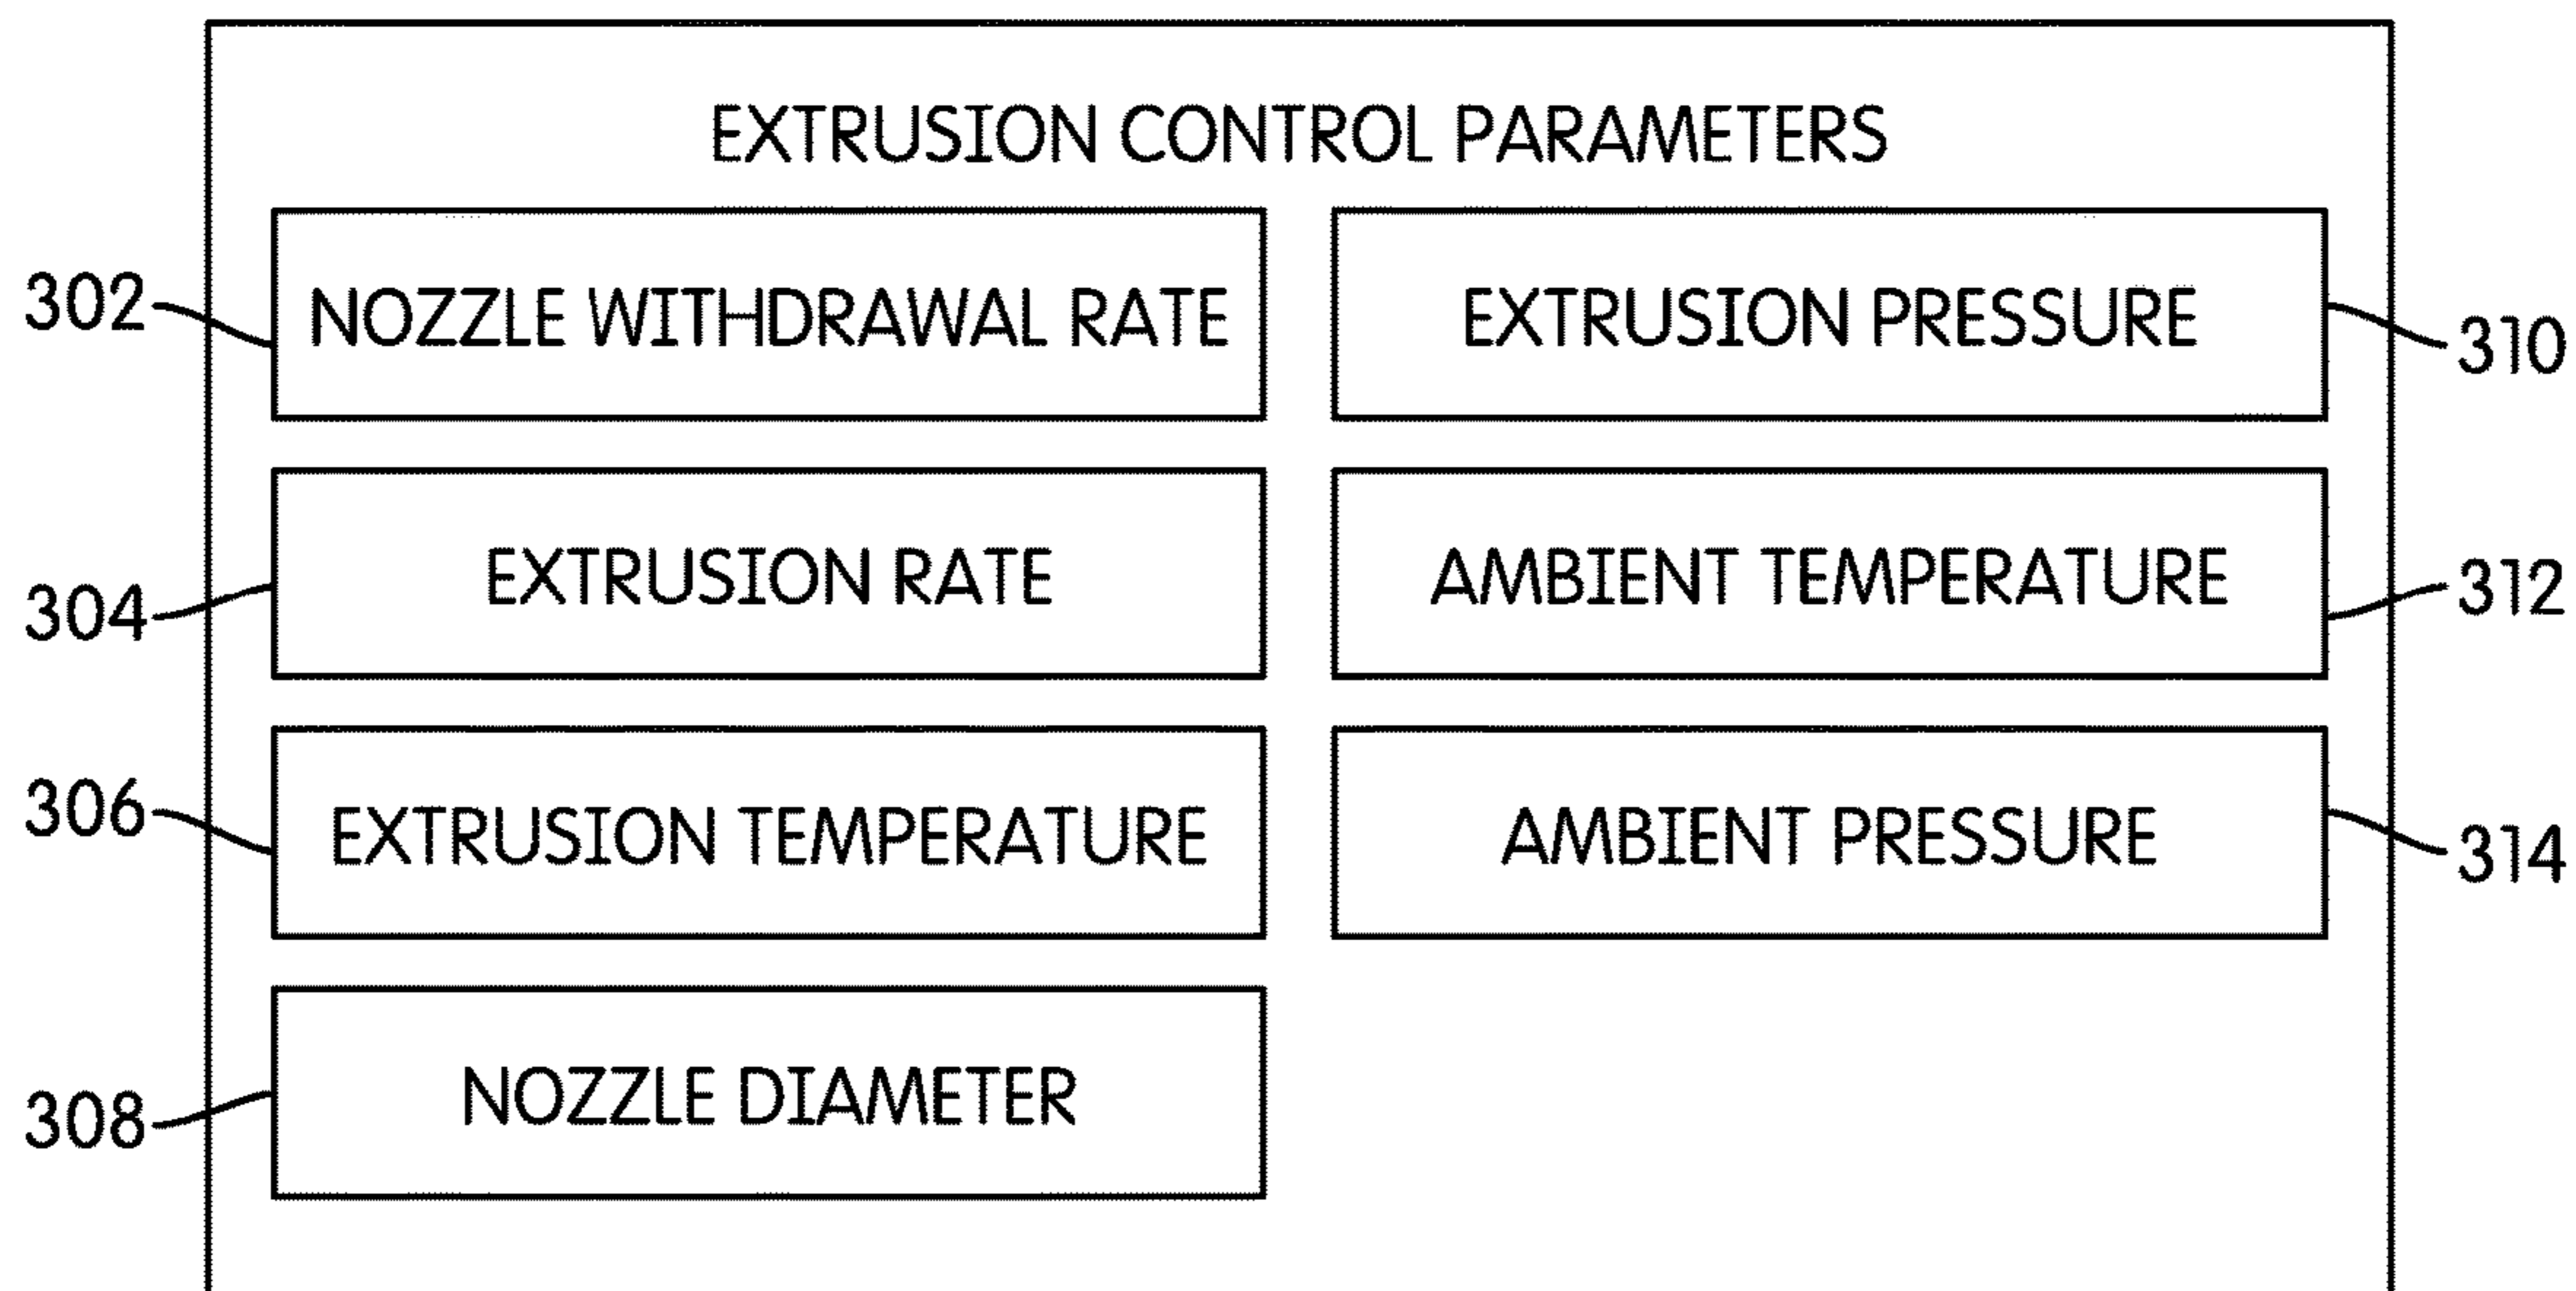 EXTRUSION CONTROL PARAMETERS
302
NOZZLE WITHDRAWAL RATE
EXTRUSION PRESSURE
310
304
EXTRUSION RATE
AMBIENT TEMPERATURE
312
306
EXTRUSION TEMPERATURE
AMBIENT PRESSURE
314
308
NOZZLE DIAMETER